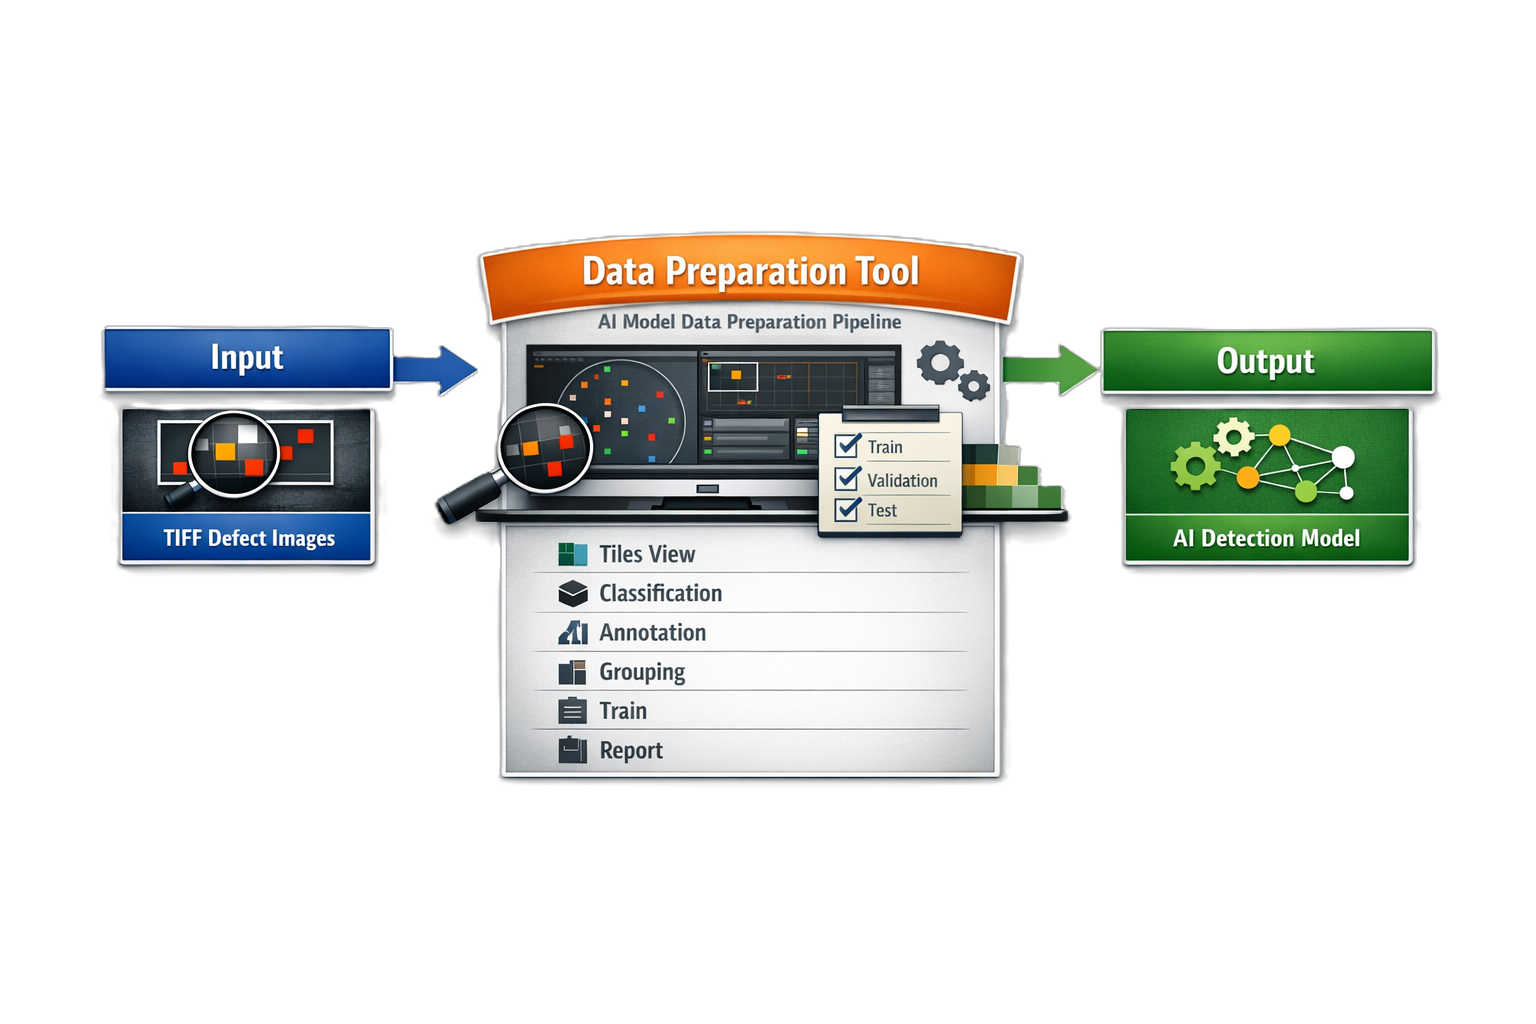 Data Preparation Tool
AI Model Data Preparation Pipeline
Input
TIFF Defect Images
Train
Validation
Test
Tiles View
Classification
Annotation
Grouping
Train
Report
Output
AI Detection Model